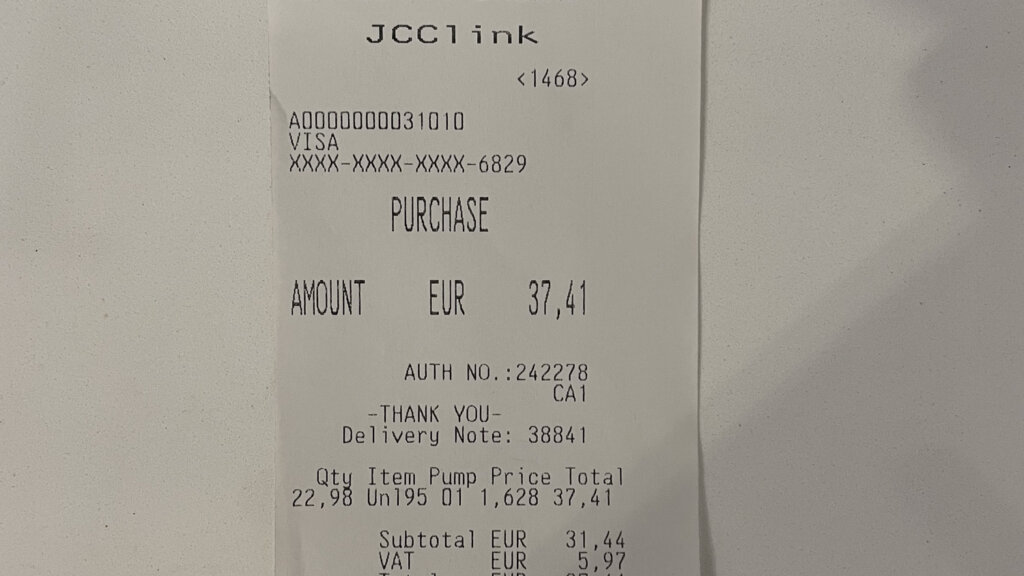 JCClink
<1468>
A0000000031010
VISA
XXXX-XXXX-XXXX-6829
PURCHASE
AMOUNT EUR 37,41
AUTH NO.:242278
CA1
-THANK YOU-
Delivery Note: 38841
Qty Item Pump Price Total
22,98 Unl95 01 1,628 37,41
Subtotal EUR 31,44
VAT EUR 5,97